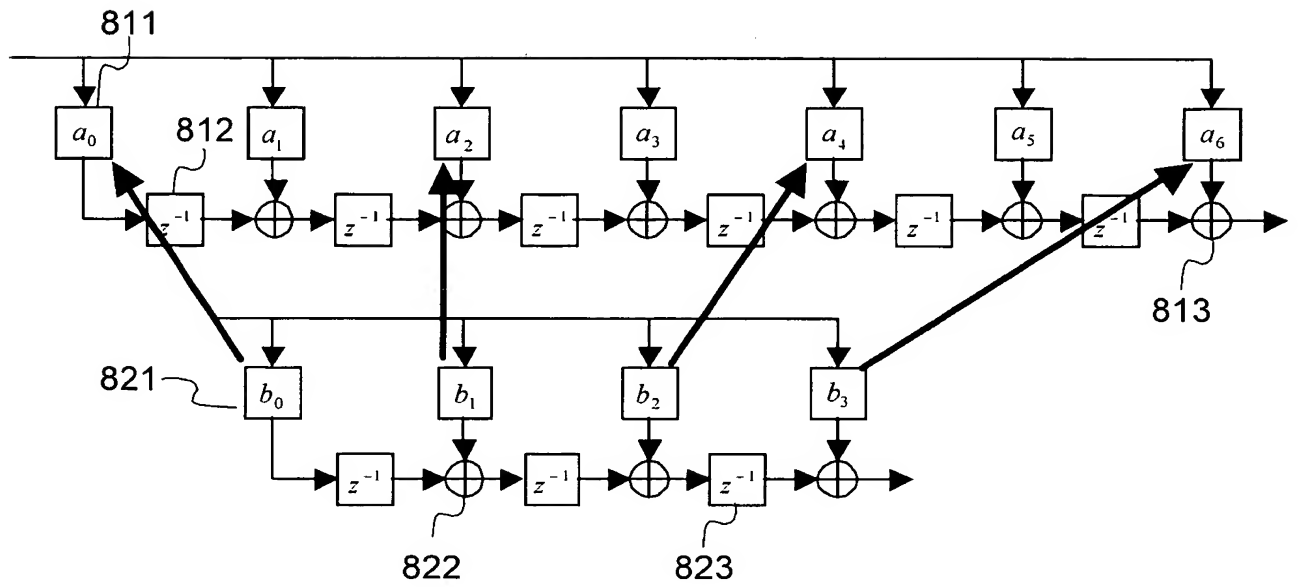 811
a₀ a₁ a₂ a₃ a₄ a₅ a₆
812
z⁻¹ z⁻¹ z⁻¹ z⁻¹ z⁻¹ z⁻¹
813
821
b₀ b₁ b₂ b₃
z⁻¹ z⁻¹ z⁻¹
822 823